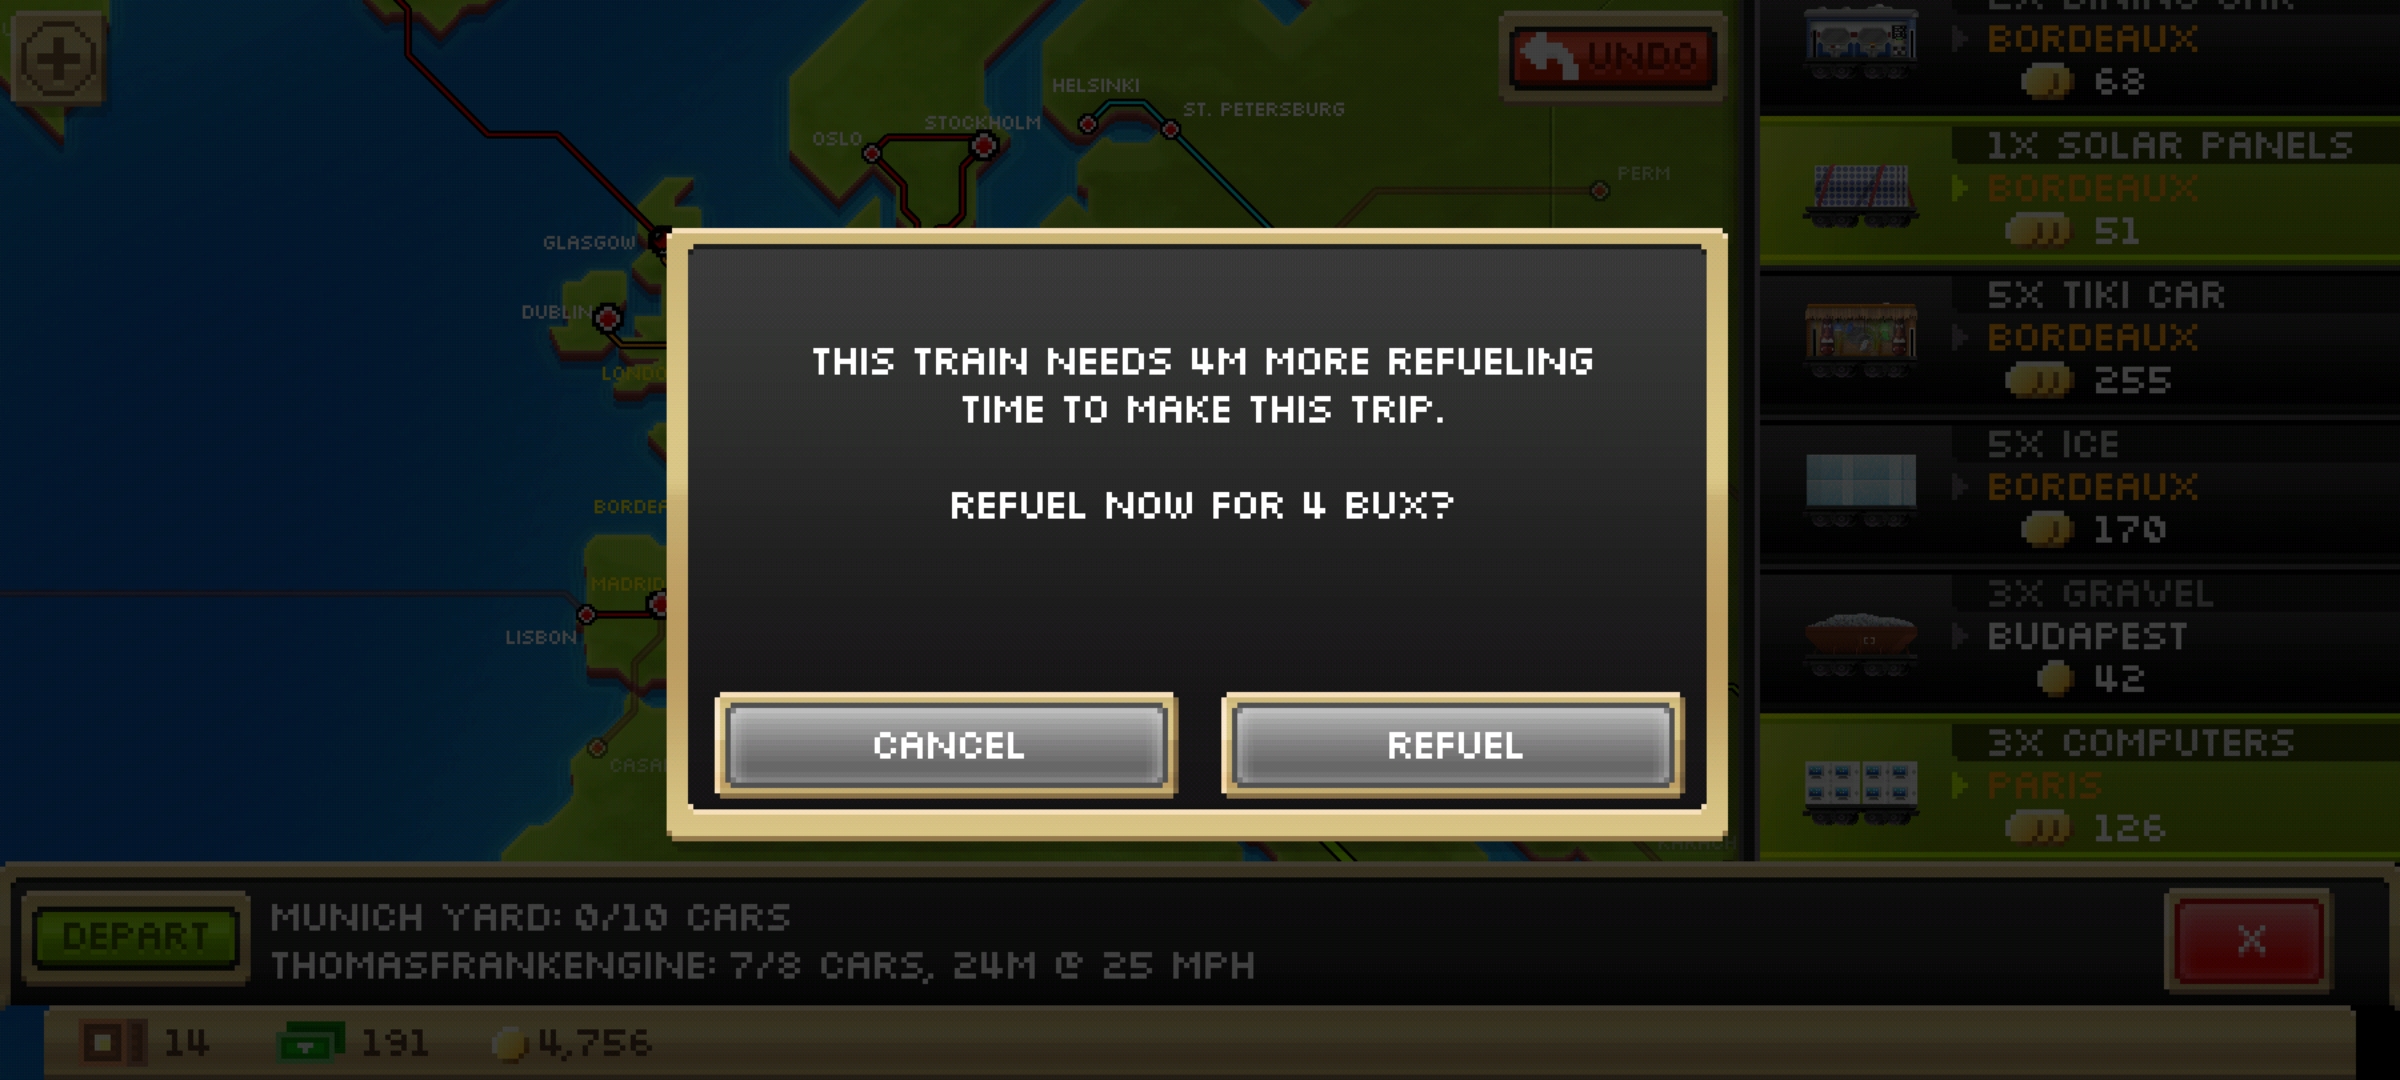 UNDO
HELSINKI
ST. PETERSBURG
STOCKHOLM
OSLO
PERM
GLASGOW
DUBLIN
LISBON
THIS TRAIN NEEDS 4M MORE REFUELING
TIME TO MAKE THIS TRIP.
REFUEL NOW FOR 4 BUX?
CANCEL
REFUEL
BORDEAUX
68
1X SOLAR PANELS
BORDEAUX
51
5X TIKI CAR
BORDEAUX
255
5X ICE
BORDEAUX
170
3X GRAVEL
BUDAPEST
42
3X COMPUTERS
PARIS
126
MADRID
DEPART
MUNICH YARD: 0/10 CARS
THOMASFRANKENGINE: 7/8 CARS, 24M @ 25 MPH
X
14
191
4,756